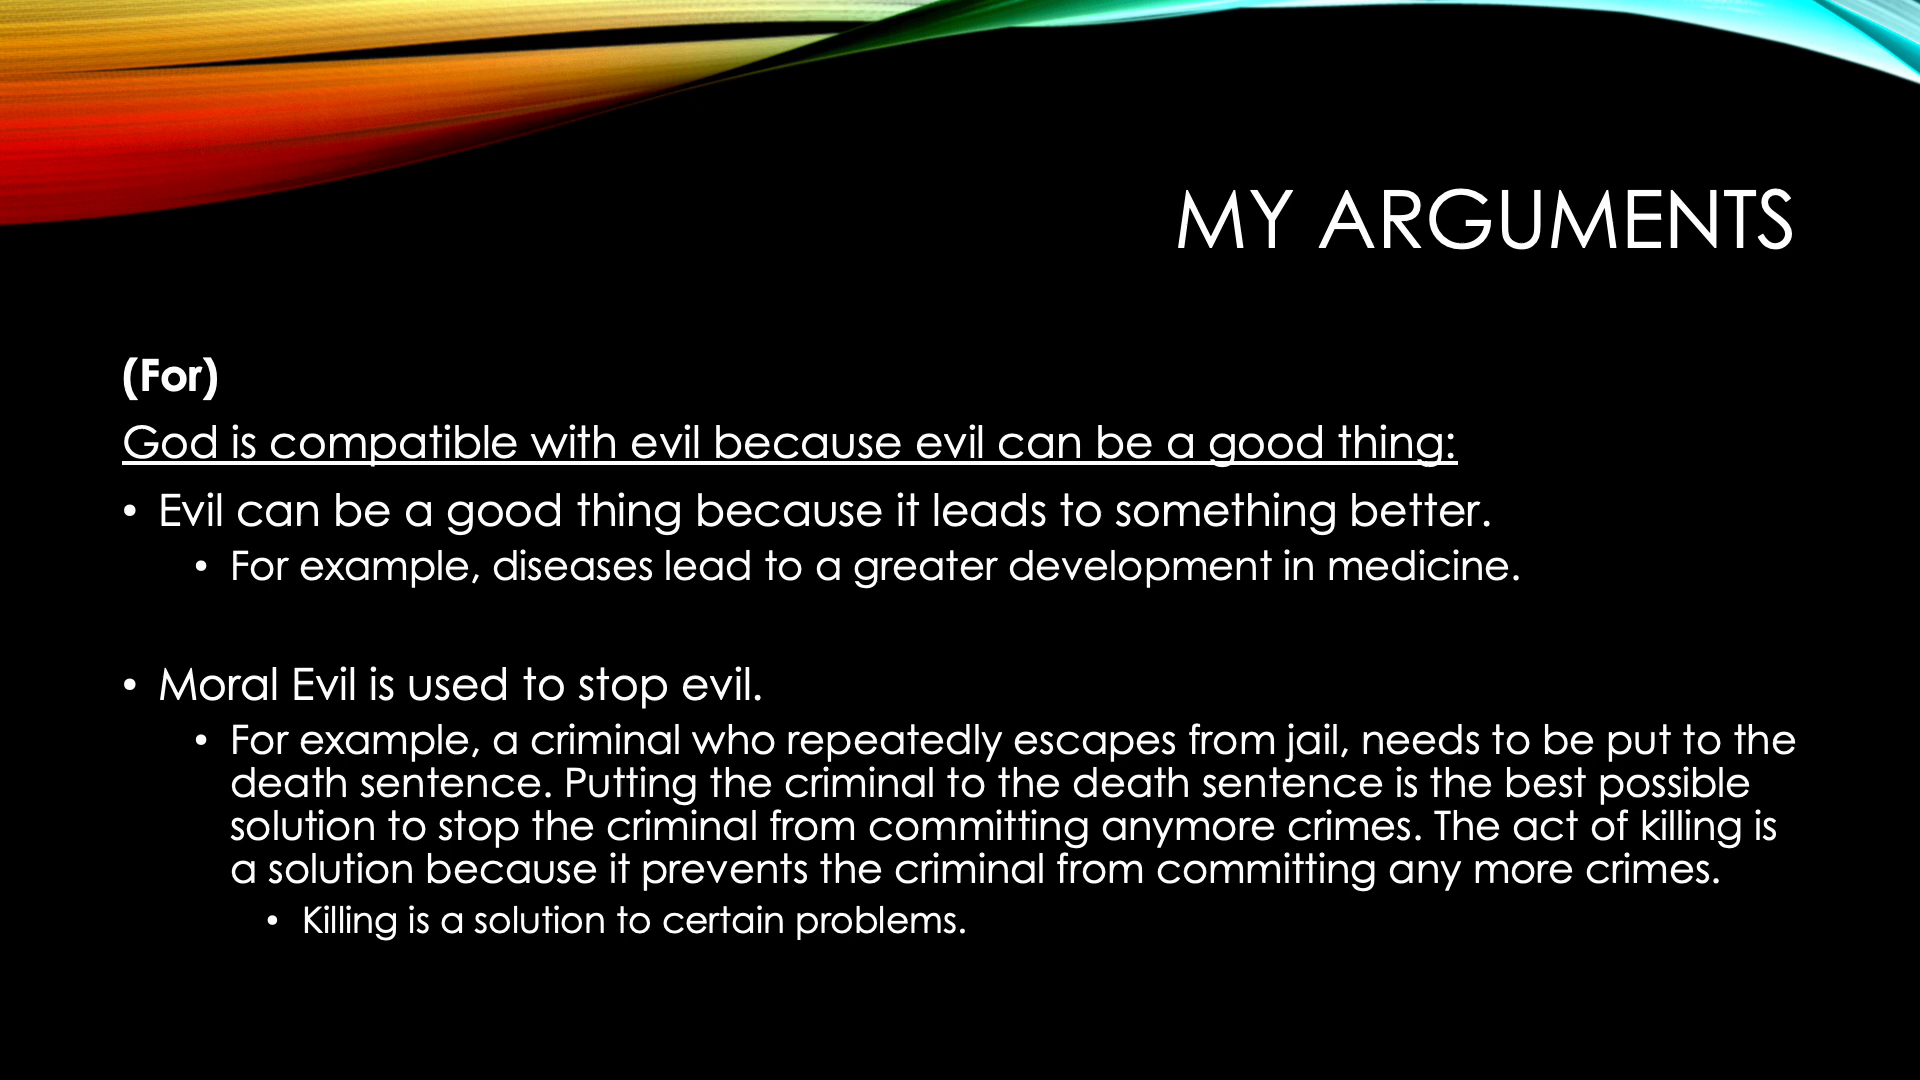 MY ARGUMENTS
(For)
God is compatible with evil because evil can be a good thing:
• Evil can be a good thing because it leads to something better.
• For example, diseases lead to a greater development in medicine.
• Moral Evil is used to stop evil.
• For example, a criminal who repeatedly escapes from jail, needs to be put to the
death sentence. Putting the criminal to the death sentence is the best possible
solution to stop the criminal from committing anymore crimes. The act of killing is
a solution because it prevents the criminal from committing any more crimes.
• Killing is a solution to certain problems.